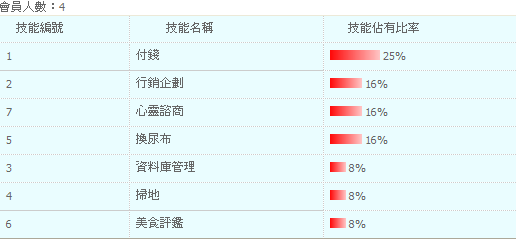 會員人數：4
技能編號 技能名稱 技能佔有比率
1 付錢 25%
2 行銷企劃 16%
7 心靈諮商 16%
5 換尿布 16%
3 資料庫管理 8%
4 掃地 8%
6 美食評鑑 8%